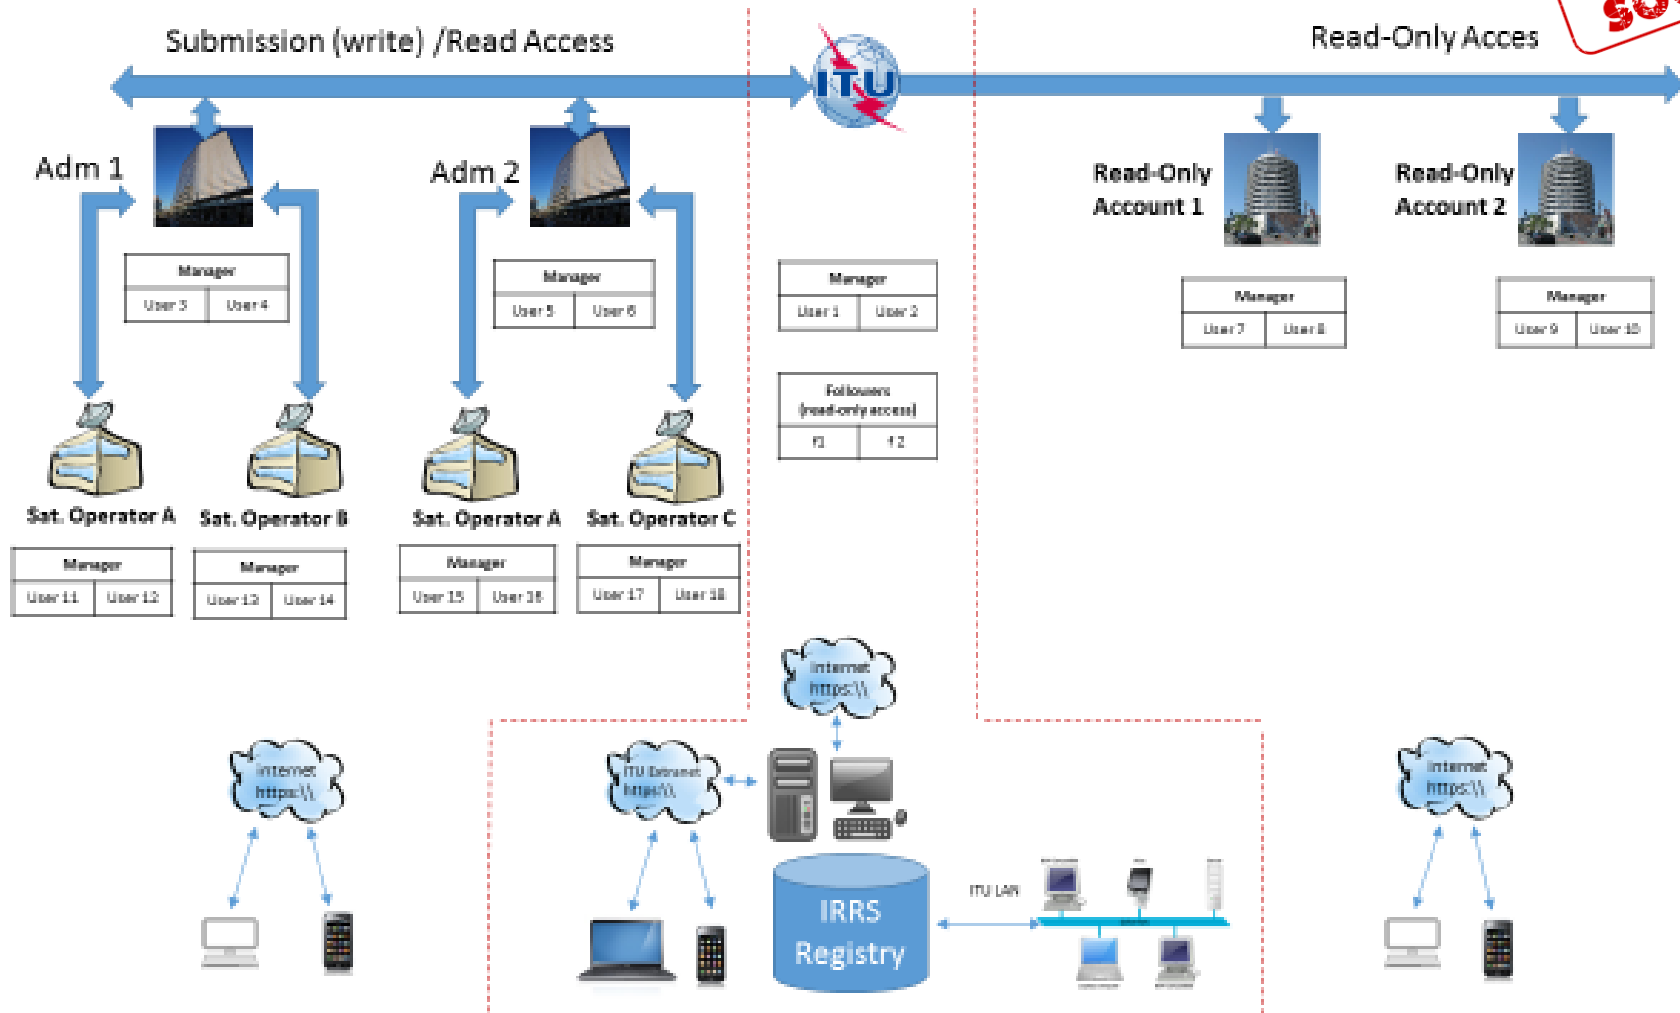 Submission (write) /Read Access
Read-Only Acces
ITU
Adm 1
Adm 2
Read-Only
Account 1
Read-Only
Account 2
Manager
User 3 User 4
Manager
User 5 User 6
Manager
User 1 User 2
Manager
User 7 User 8
Manager
User 9 User 10
Followers
(read-only access)
f1 f2
Sat. Operator A
Sat. Operator B
Sat. Operator A
Sat. Operator C
Manager
User 11 User 12
Manager
User 13 User 14
Manager
User 15 User 16
Manager
User 17 User 18
Internet
https:\\
Internet
https:\\
ITU Extranet
https\\
Internet
https:\\
IRRS
Registry
ITU LAN